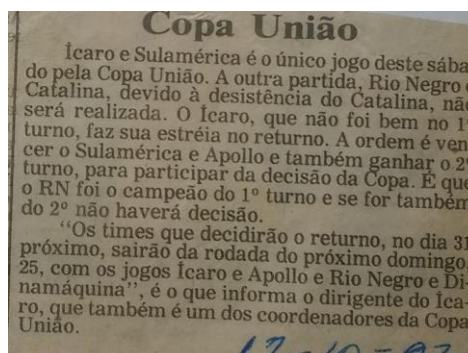 Copa União
Ícaro e Sulamérica é o único jogo deste sába-
do pela Copa União. A outra partida, Rio Negro e
Catalina, devido à desistência do Catalina, não
será realizada. O Ícaro, que não foi bem no 1º
turno, faz sua estréia no returno. A ordem é ven-
cer o Sulamérica e Apollo e também ganhar o 2º
turno, para participar da decisão da Copa. É que
o RN foi o campeão do 1º turno e se for também
do 2º não haverá decisão.
"Os times que decidirão o returno, no dia 31
próximo, sairão da rodada do próximo domingo,
25, com os jogos Ícaro e Apollo e Rio Negro e Di-
namáquina", é o que informa o dirigente do Íca-
ro, que também é um dos coordenadores da Copa
União.